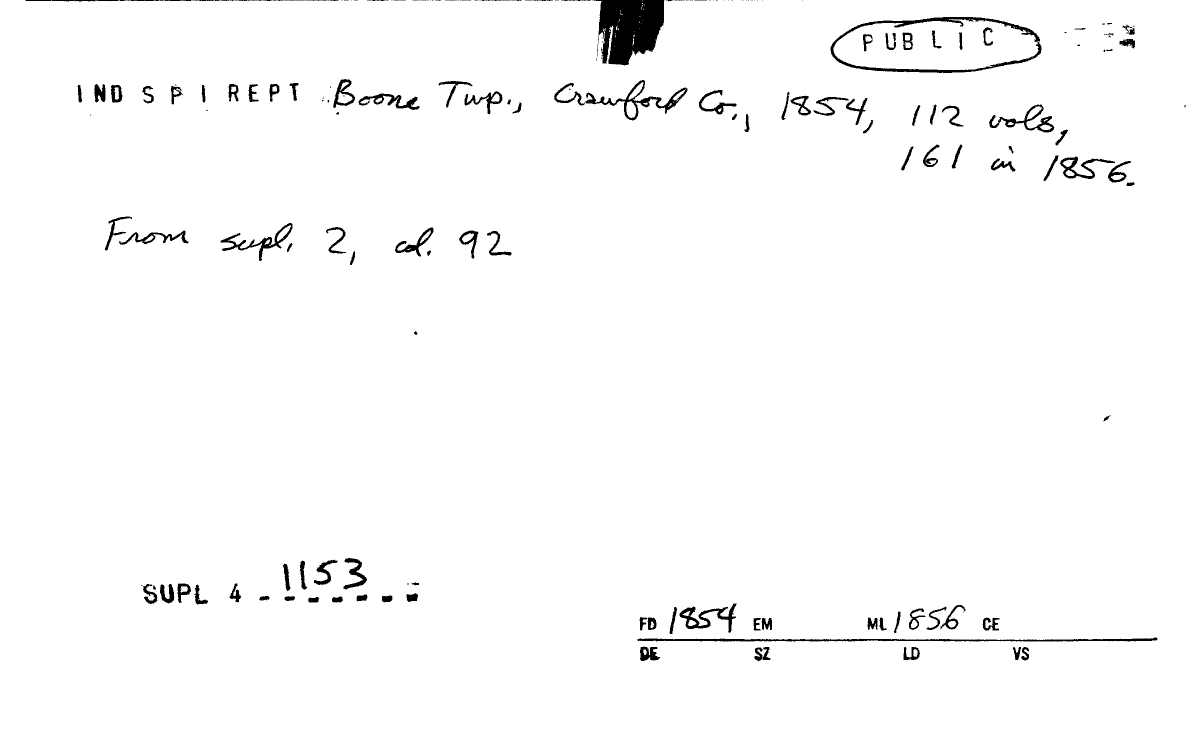 PUBLIC
IND S P I REPT Boone Twp., Crawford Co., 1854, 112 vols,
161 in 1856.
From supl. 2, col. 92
SUPL 4 - 1153
FD 1854 EM ML 1856 CE
DE SZ LD VS